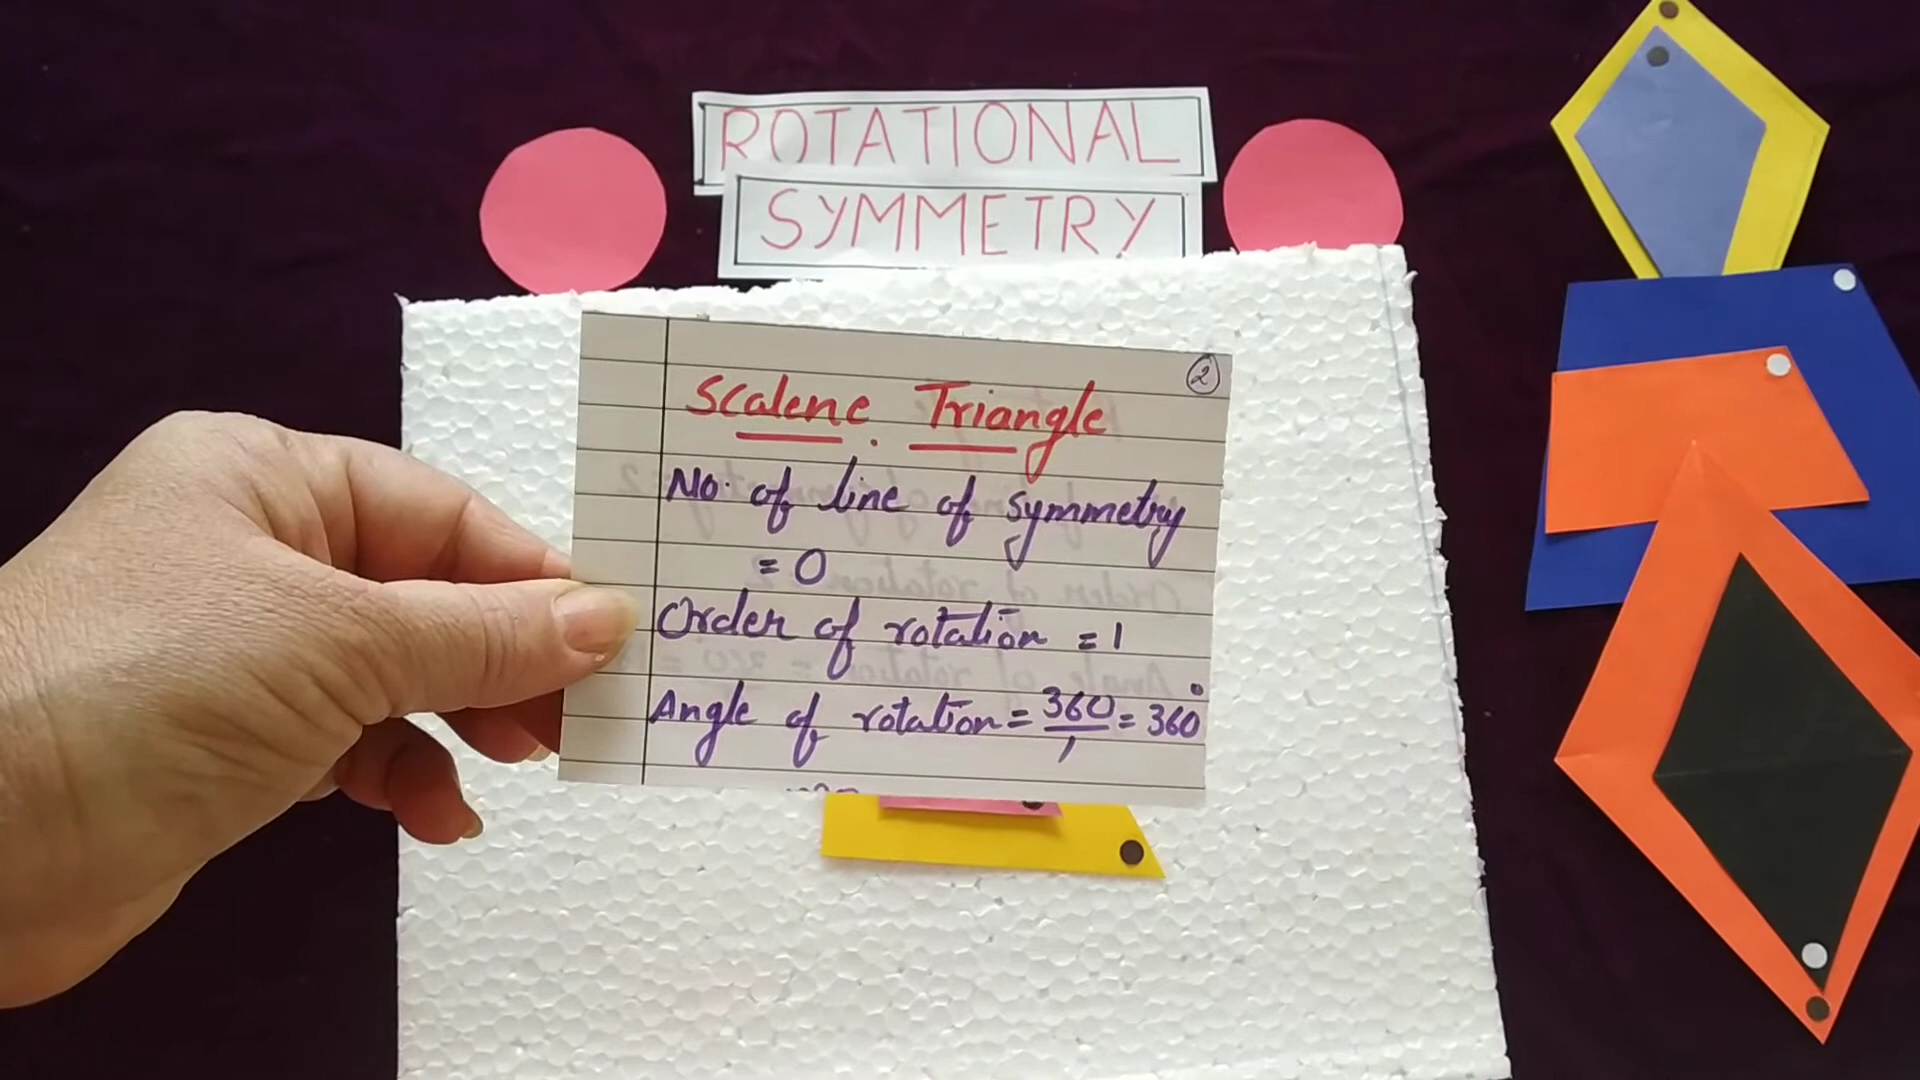 ROTATIONAL
SYMMETRY
2
Scalene Triangle
No. of line of symmetry
= 0
Order of rotation = 1
Angle of rotation = 360/1 = 360°